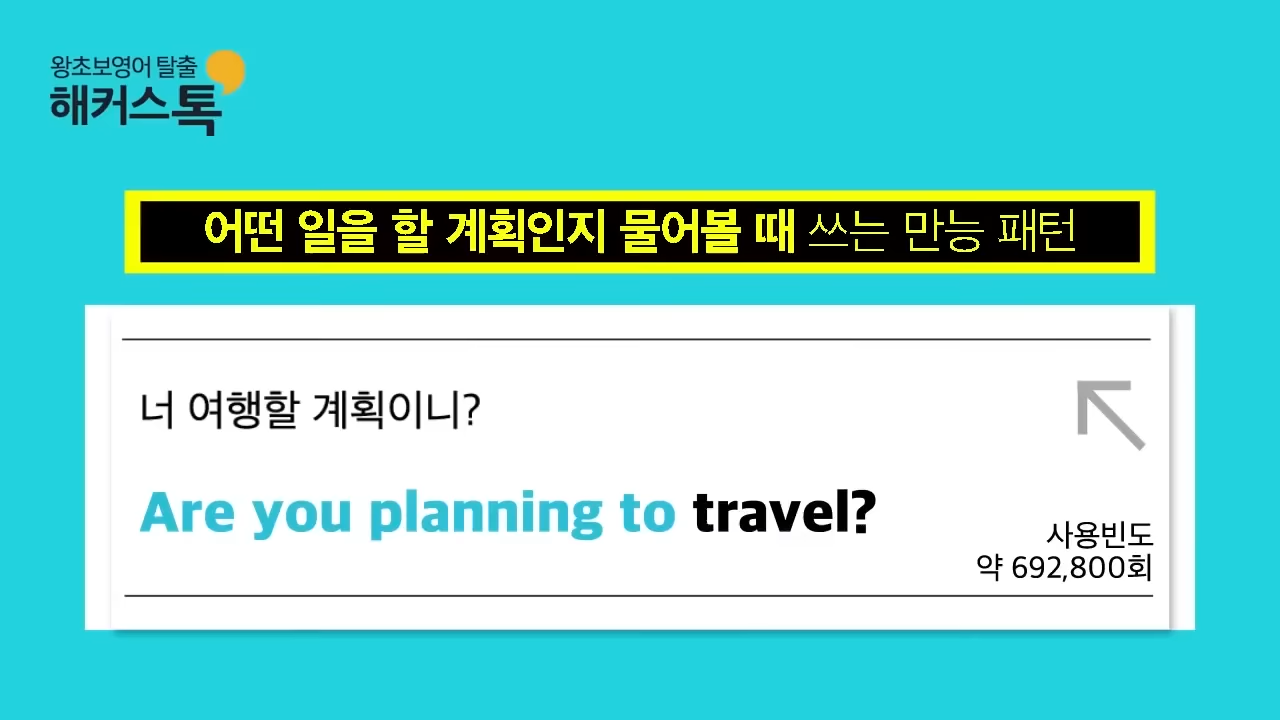 왕초보영어 탈출
해커스톡
어떤 일을 할 계획인지 물어볼 때 쓰는 만능 패턴
너 여행할 계획이니?
Are you planning to travel?
사용빈도
약 692,800회